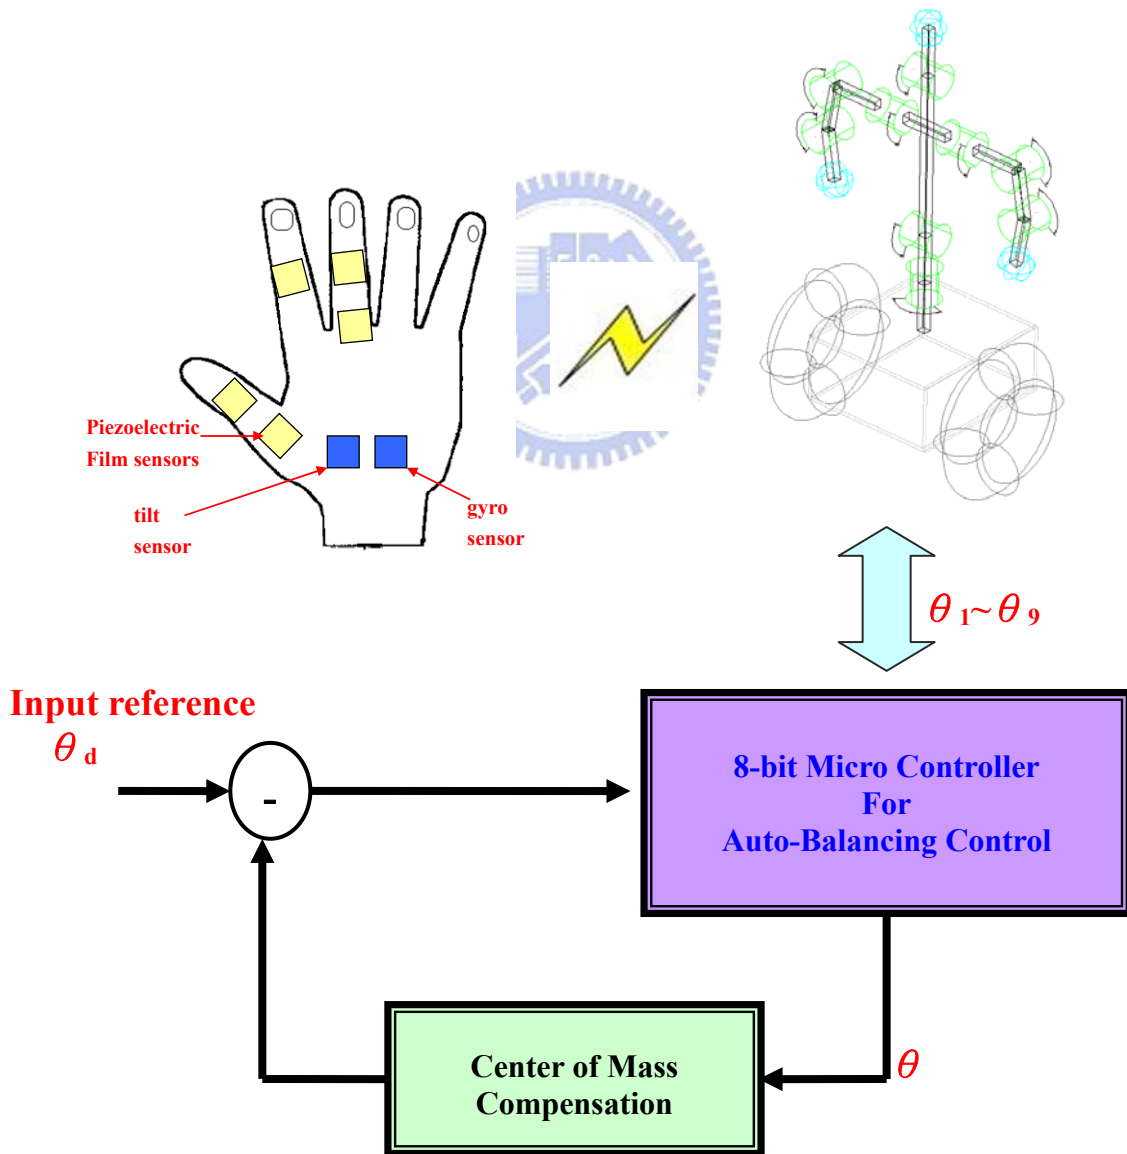 Piezoelectric
Film sensors
tilt
sensor
gyro
sensor
θ 1~ θ 9
Input reference
θ d
-
8-bit Micro Controller
For
Auto-Balancing Control
θ
Center of Mass
Compensation